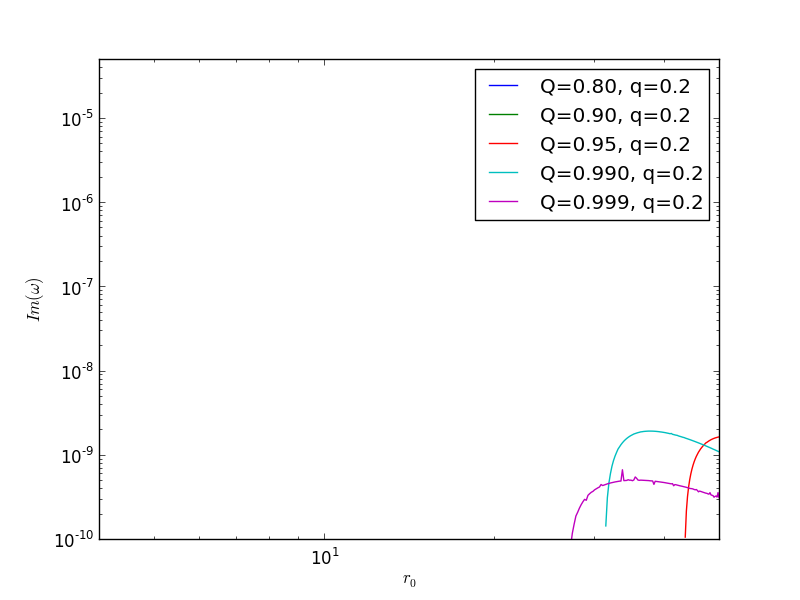 Q=0.80, q=0.2
Q=0.90, q=0.2
Q=0.95, q=0.2
Q=0.990, q=0.2
Q=0.999, q=0.2
10^-5
10^-6
10^-7
10^-8
10^-9
10^-10
Im(ω)
10^1
r_0